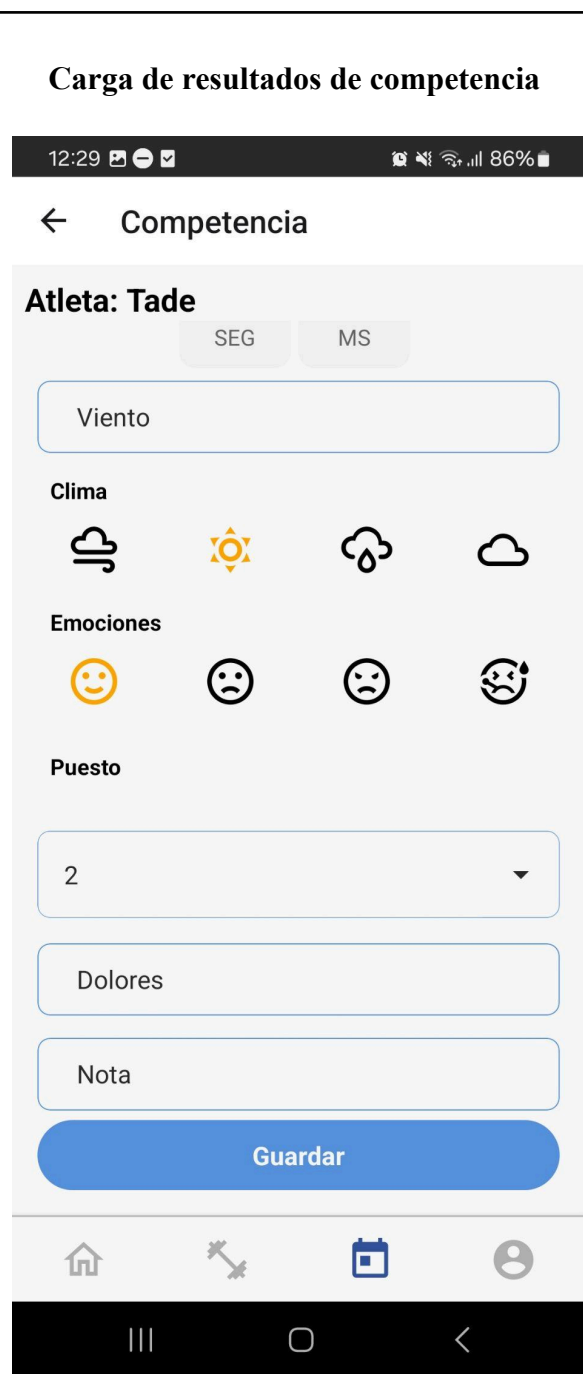 Carga de resultados de competencia
12:29 86%
Competencia
Atleta: Tade
SEG MS
Viento
Clima
Emociones
Puesto
2
Dolores
Nota
Guardar